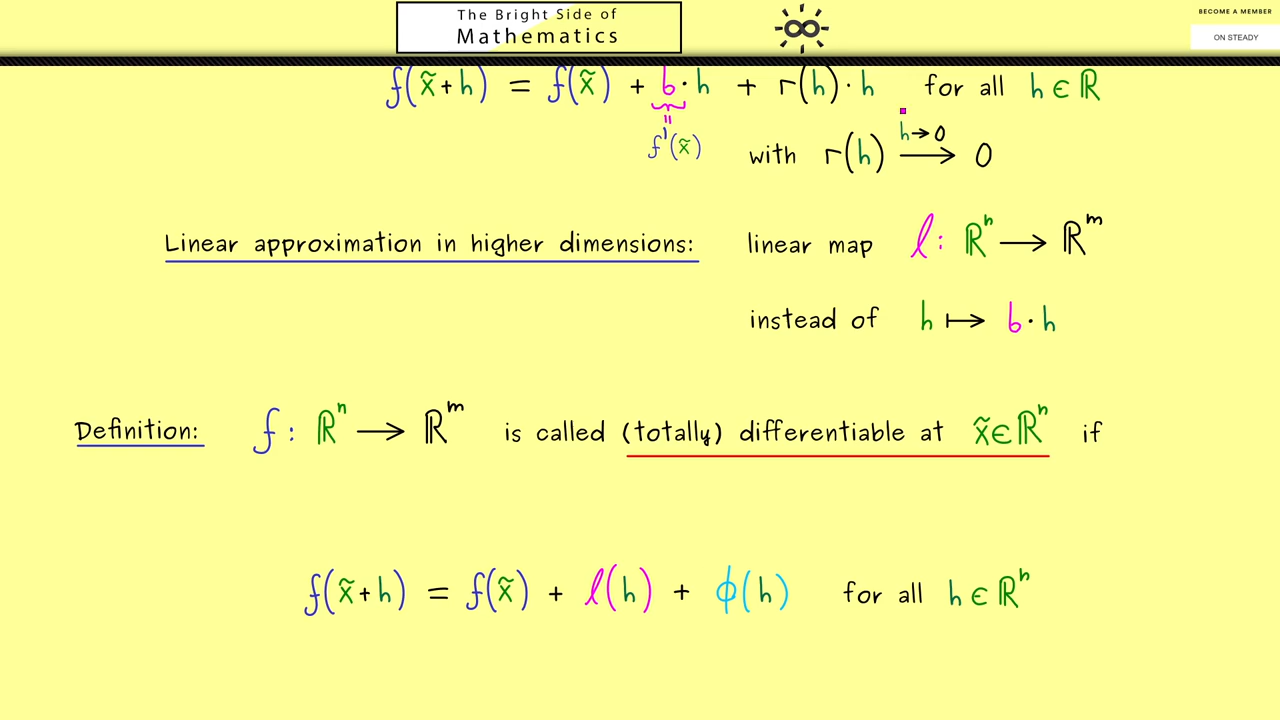 The Bright Side of
Mathematics
BECOME A MEMBER
ON STEADY
f(x̃+h) = f(x̃) + b·h + r(h)·h for all h ∈ ℝ
= f'(x̃)
with r(h) ⟶ 0 h→0
Linear approximation in higher dimensions: linear map ℓ: ℝⁿ ⟶ ℝᵐ
instead of h ⟼ b·h
Definition: f: ℝⁿ ⟶ ℝᵐ is called (totally) differentiable at x̃∈ℝⁿ if
f(x̃+h) = f(x̃) + ℓ(h) + ϕ(h) for all h ∈ ℝⁿ